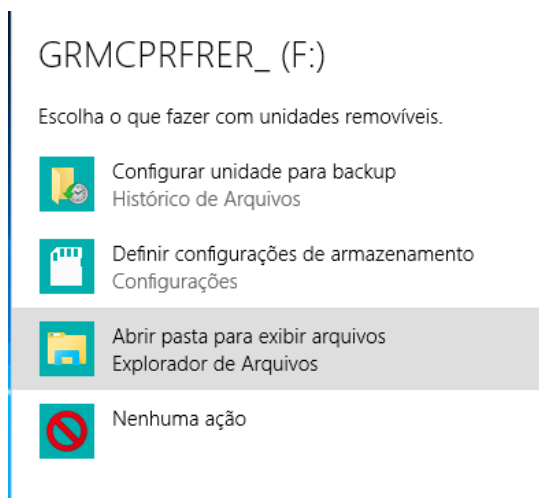 GRMCPRFRER_ (F:)
Escolha o que fazer com unidades removíveis.
Configurar unidade para backup
Histórico de Arquivos
Definir configurações de armazenamento
Configurações
Abrir pasta para exibir arquivos
Explorador de Arquivos
Nenhuma ação